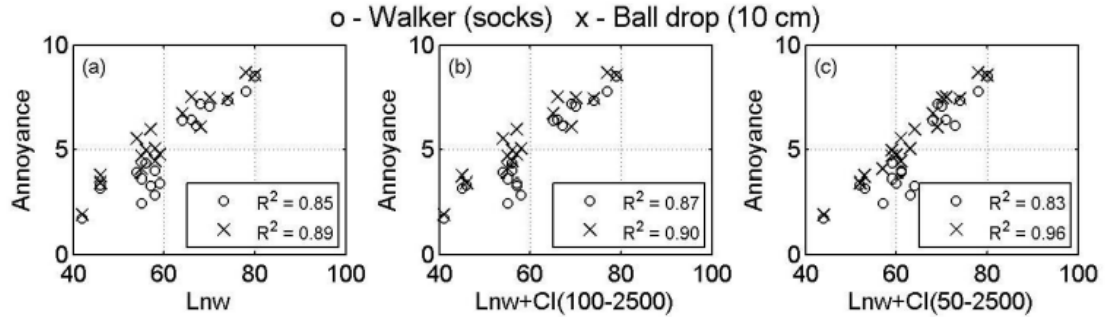 o - Walker (socks)   x - Ball drop (10 cm)
(a)
10
5
0
Annoyance
R² = 0.85
R² = 0.89
40 60 80 100
Lnw
(b)
10
5
0
Annoyance
R² = 0.87
R² = 0.90
40 60 80 100
Lnw+CI(100-2500)
(c)
10
5
0
Annoyance
R² = 0.83
R² = 0.96
40 60 80 100
Lnw+CI(50-2500)